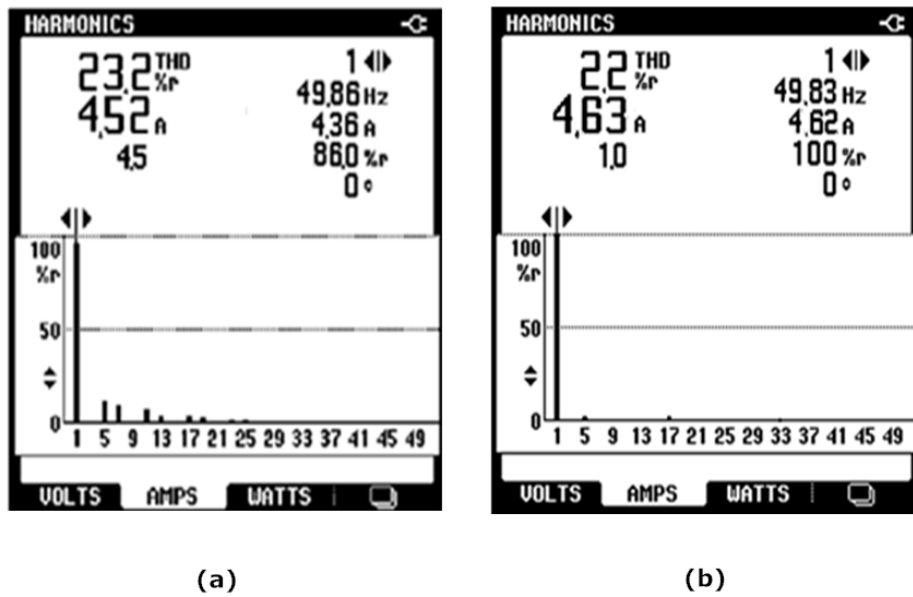 HARMONICS
23.2 THD %r
4.52 A
4.5
1
49.86 Hz
4.36 A
86.0 %r
0 °
100
%r
50
0
1 5 9 13 17 21 25 29 33 37 41 45 49
VOLTS AMPS WATTS
(a)
HARMONICS
2.2 THD %r
4.63 A
1.0
1
49.83 Hz
4.62 A
100 %r
0 °
100
%r
50
0
1 5 9 13 17 21 25 29 33 37 41 45 49
VOLTS AMPS WATTS
(b)